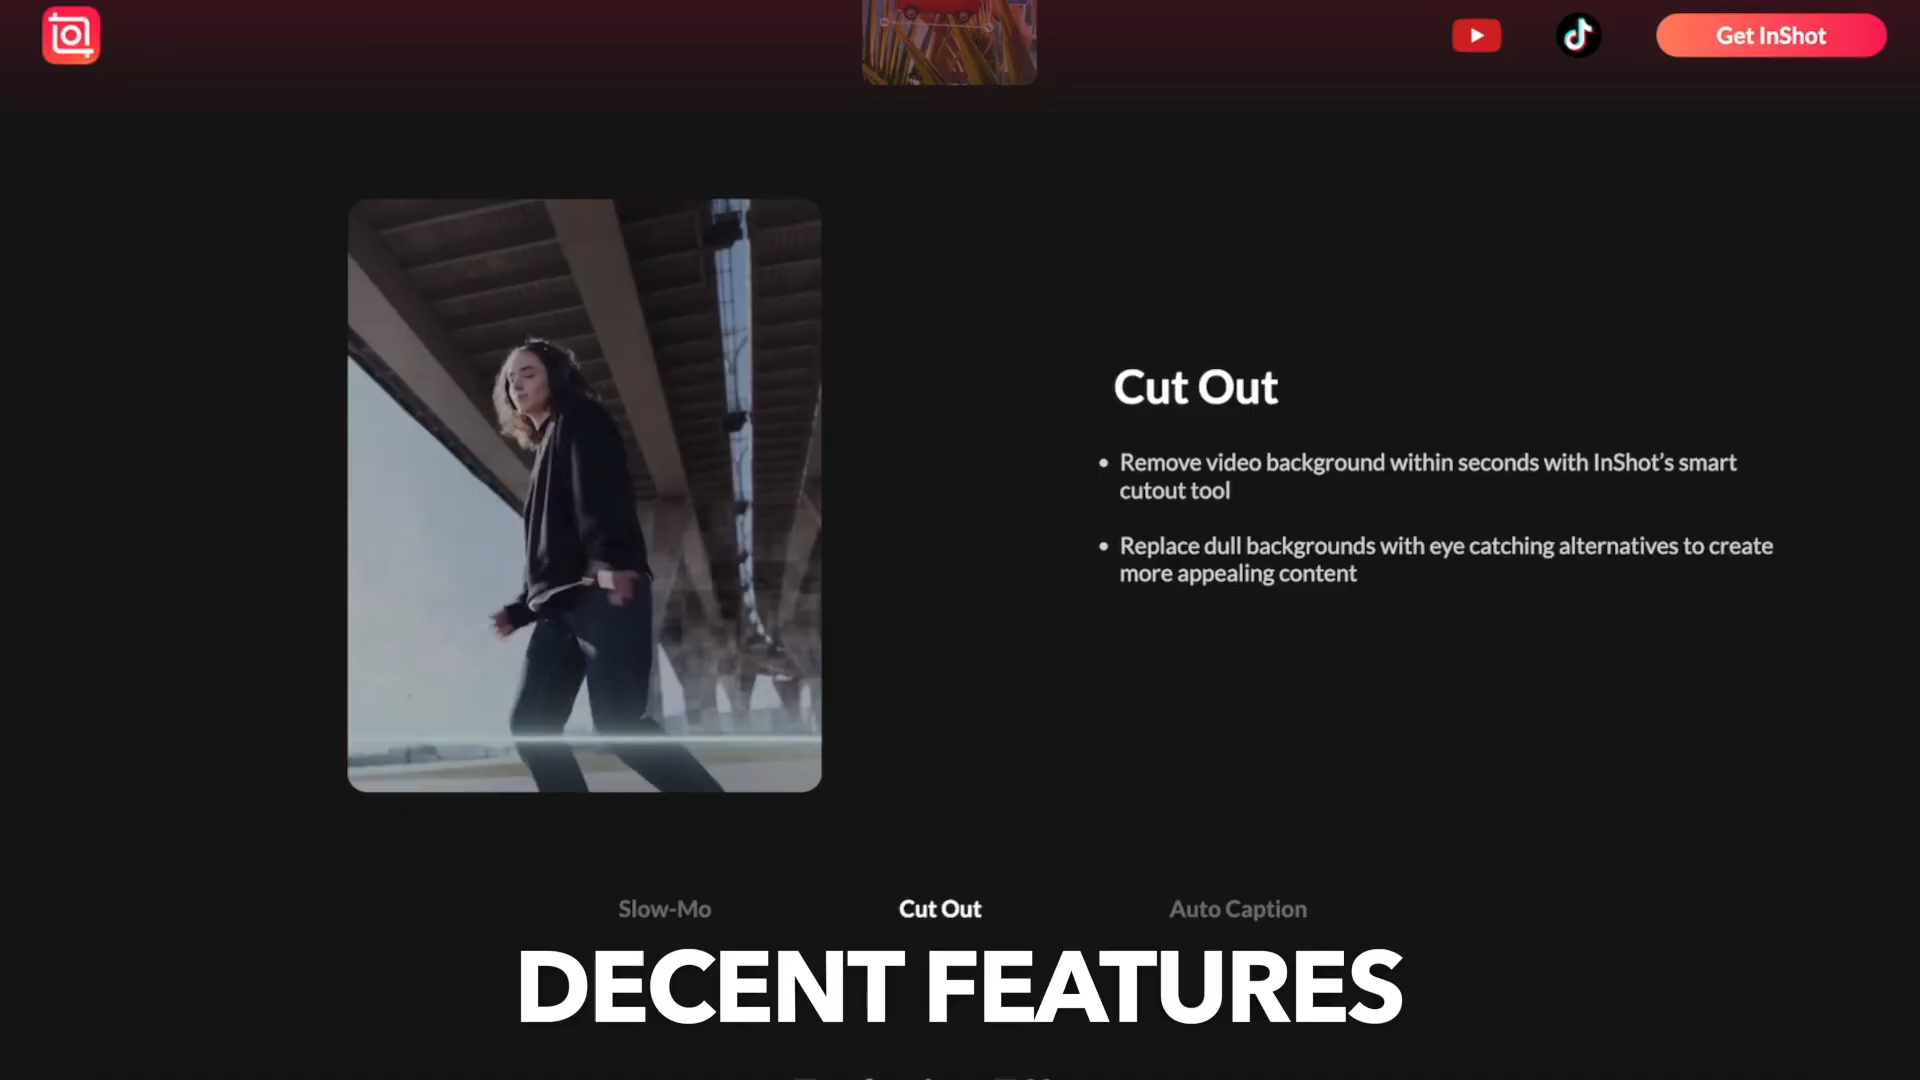 Get InShot
Cut Out
• Remove video background within seconds with InShot’s smart
cutout tool
• Replace dull backgrounds with eye catching alternatives to create
more appealing content
Slow-Mo
Cut Out
Auto Caption
DECENT FEATURES